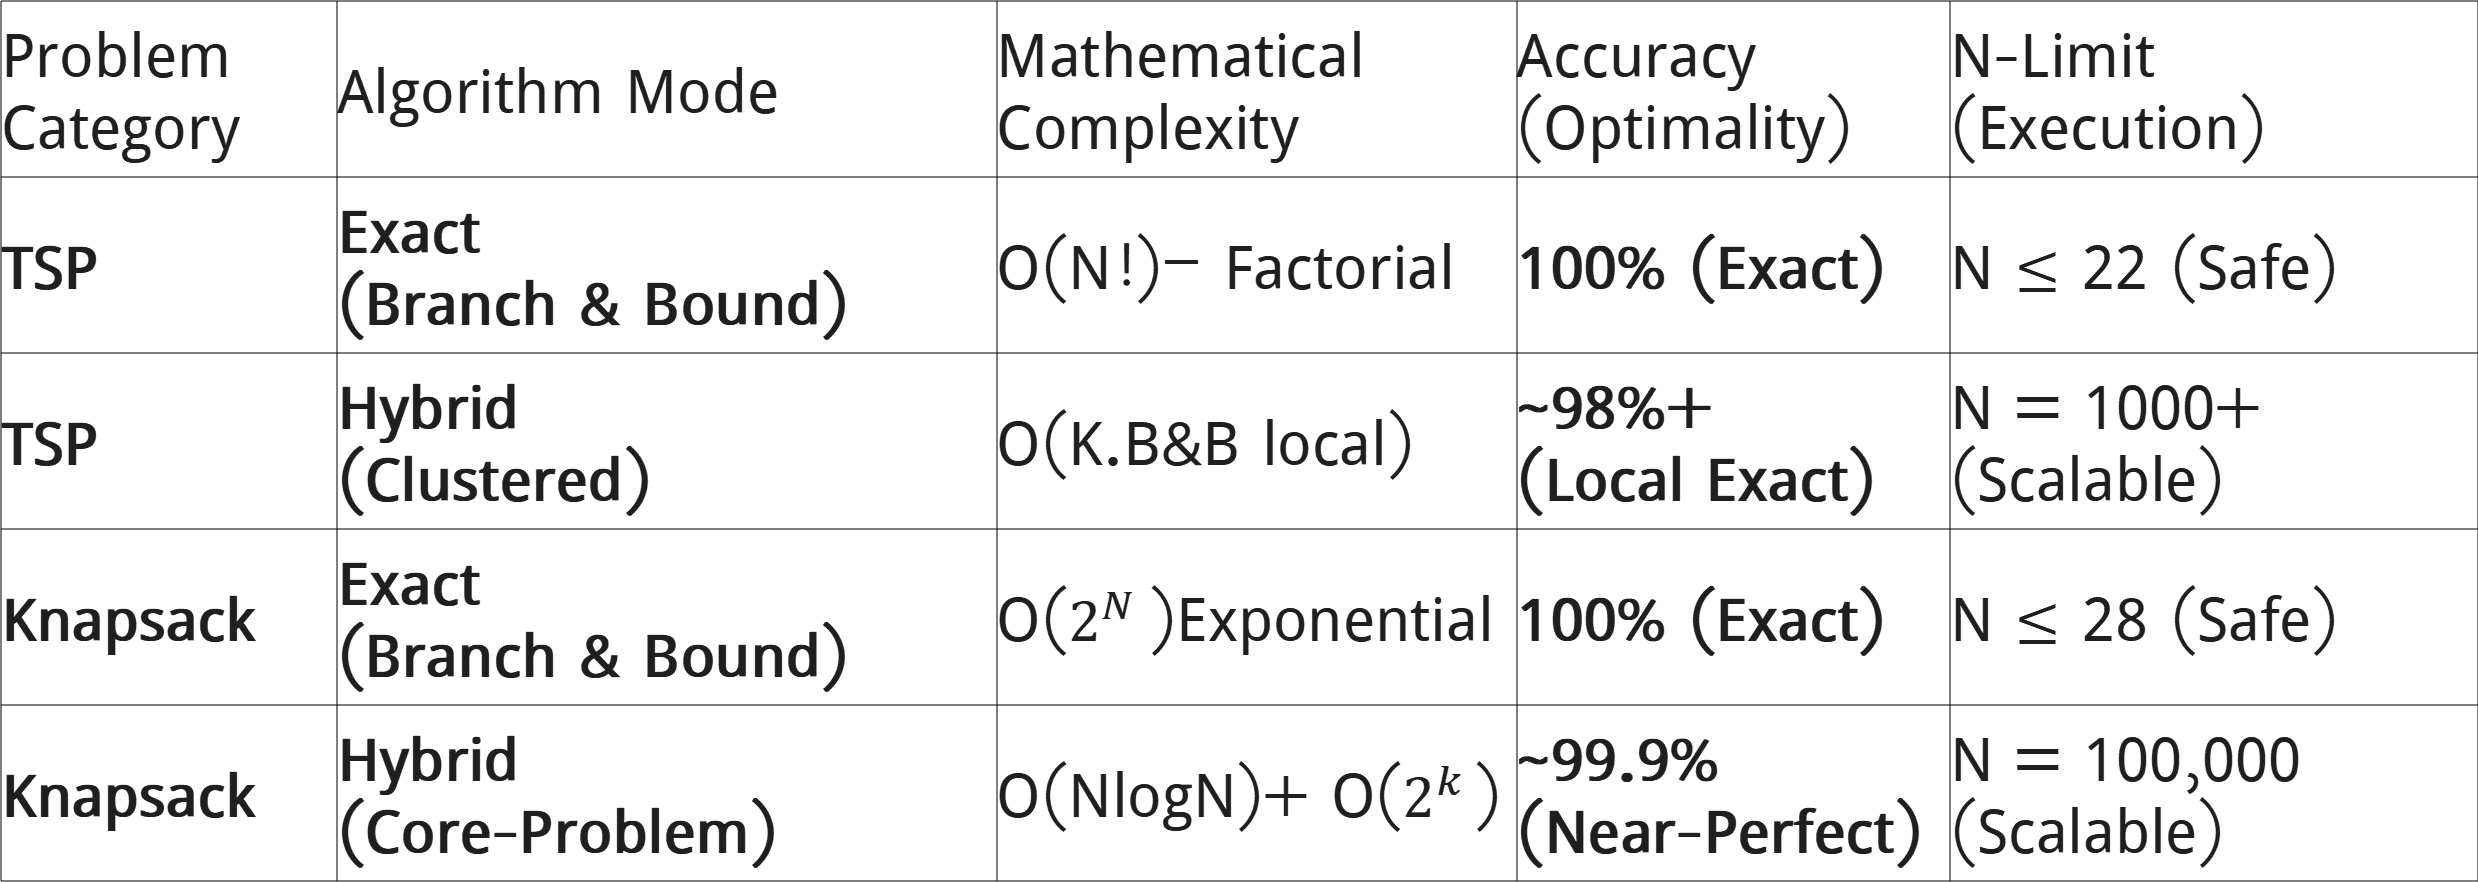 Problem
Category
Algorithm Mode
Mathematical
Complexity
Accuracy
(Optimality)
N-Limit
(Execution)
TSP
Exact
(Branch & Bound)
O(N!)− Factorial
100% (Exact)
N ≤ 22 (Safe)
TSP
Hybrid
(Clustered)
O(K.B&B local)
~98%+
(Local Exact)
N = 1000+
(Scalable)
Knapsack
Exact
(Branch & Bound)
O(2^N )Exponential
100% (Exact)
N ≤ 28 (Safe)
Knapsack
Hybrid
(Core-Problem)
O(NlogN)+ O(2^k )
~99.9%
(Near-Perfect)
N = 100,000
(Scalable)